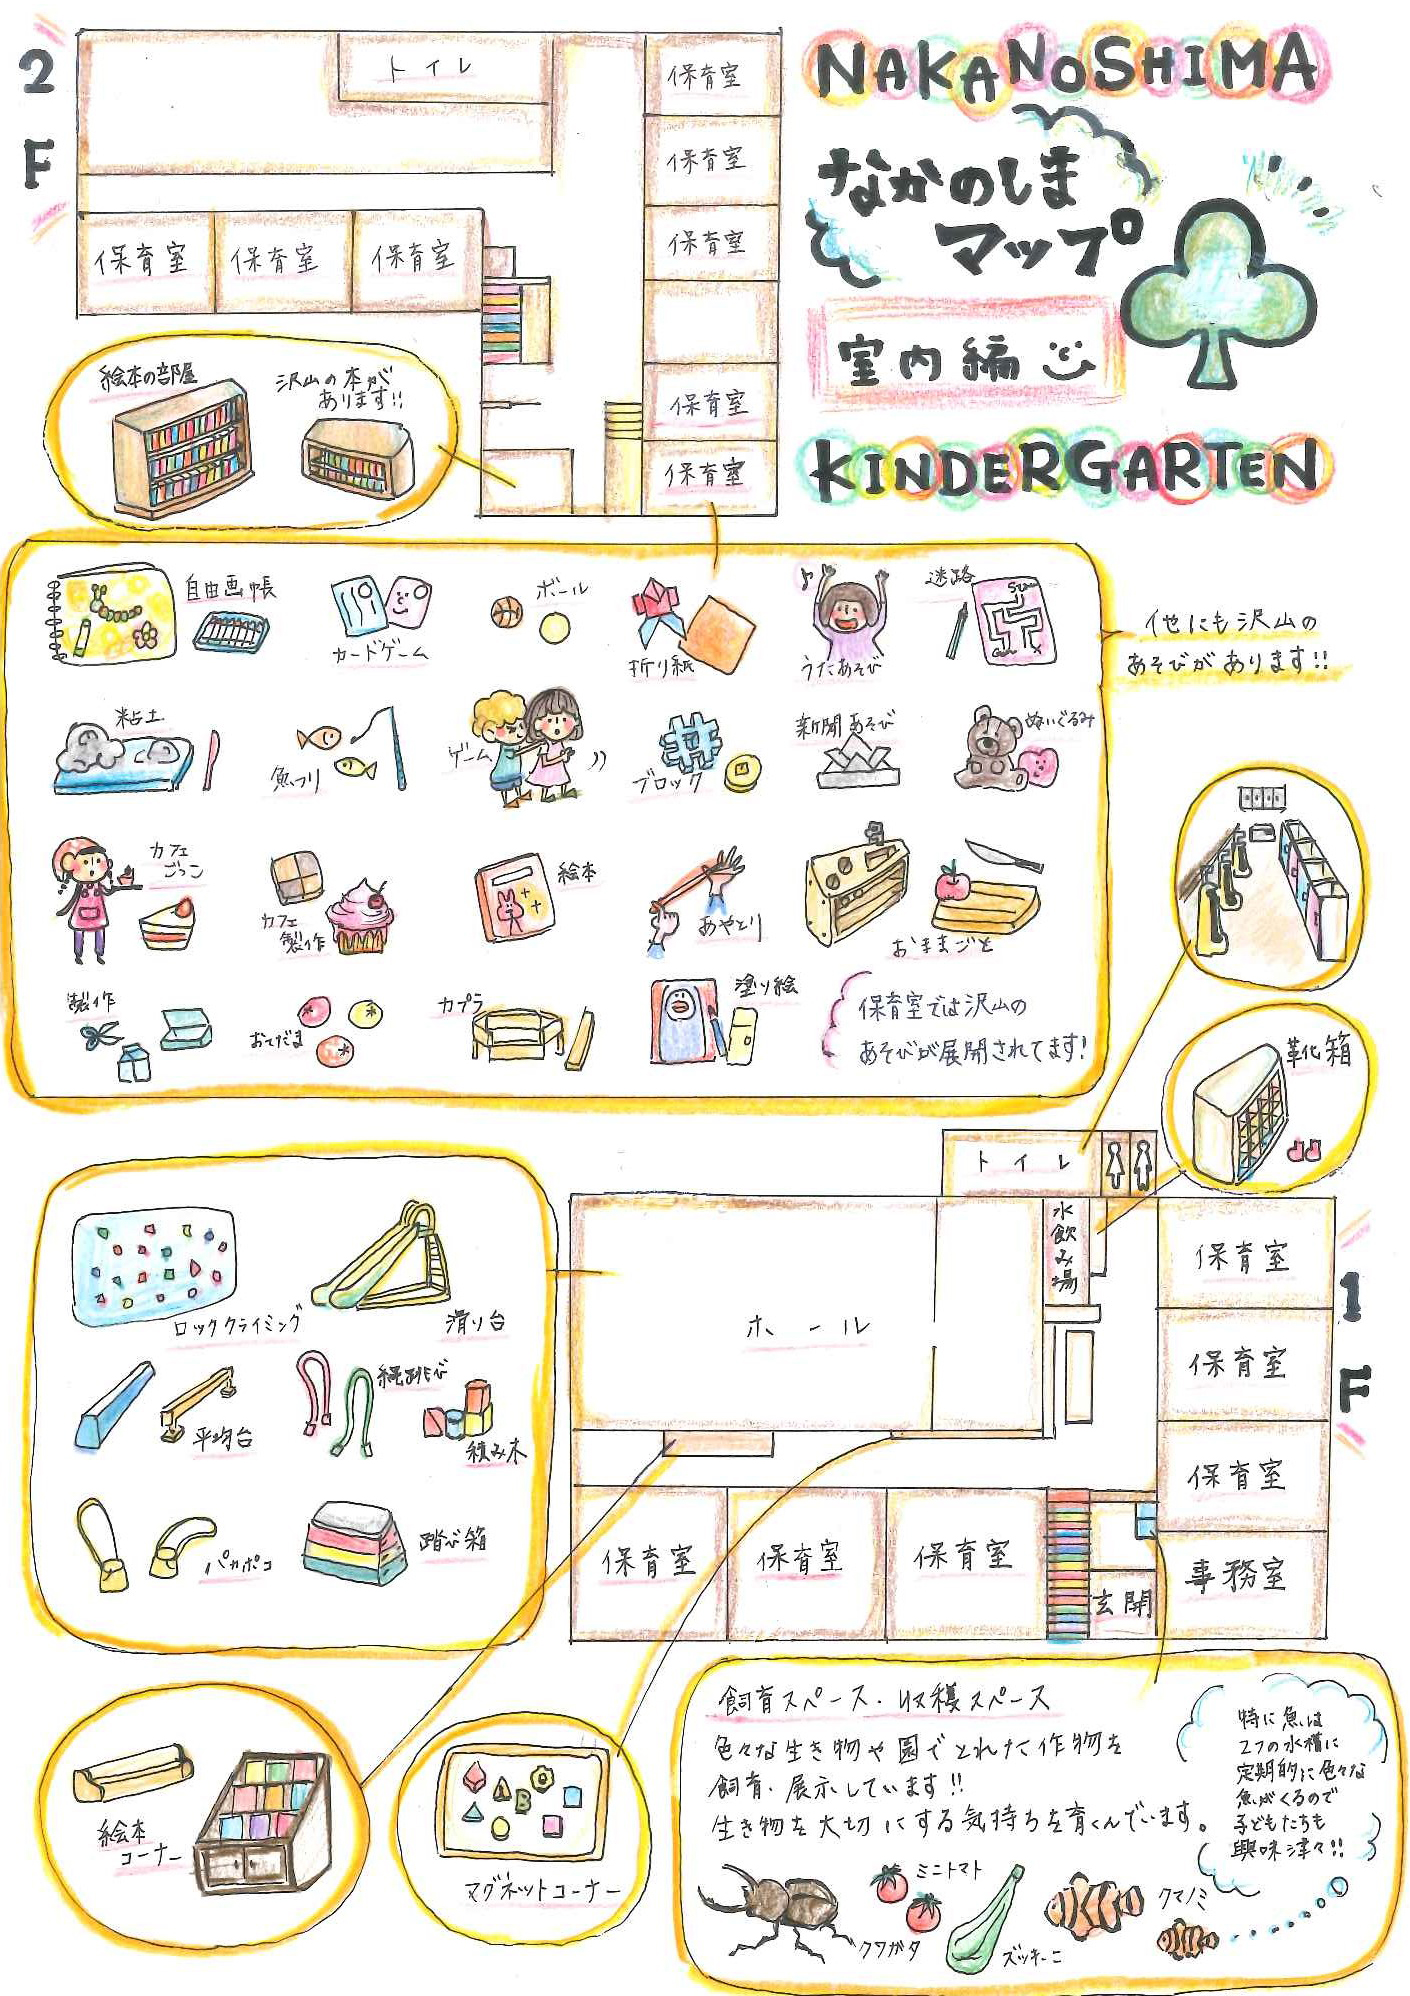 2F
トイレ
保育室
保育室
保育室
保育室
保育室
保育室
保育室
保育室
NAKANOSHIMA
なかのしま
マップ
室内編
KINDERGARTEN
絵本の部屋
沢山の本が
あります!!
自由画帳
カードゲーム
ボール
折り紙
うたあそび
迷路
他にも沢山の
あそびがあります!!
粘土
魚つり
ゲーム
ブロック
新聞あそび
ぬいぐるみ
カフェ
ごっこ
カフェ
製作
絵本
あやとり
おままごと
製作
おてだま
カプラ
塗り絵
保育室では沢山の
あそびが展開されてます!
靴箱
トイレ
水飲み場
ホール
保育室
保育室
保育室
事務室
1F
保育室
保育室
保育室
玄関
ロッククライミング
滑り台
平均台
縄跳び
積み木
パカポコ
踏び箱
絵本
コーナー
マグネットコーナー
飼育スペース・収穫スペース
色々な生き物や園でとれた作物を
飼育・展示しています!!
生き物を大切にする気持ちを育くんでいます。
特に魚は
2つの水槽に
定期的に色々な
魚がくるので
子どもたちも
興味津々!!
クワガタ
ミニトマト
ズッキーニ
クマノミ